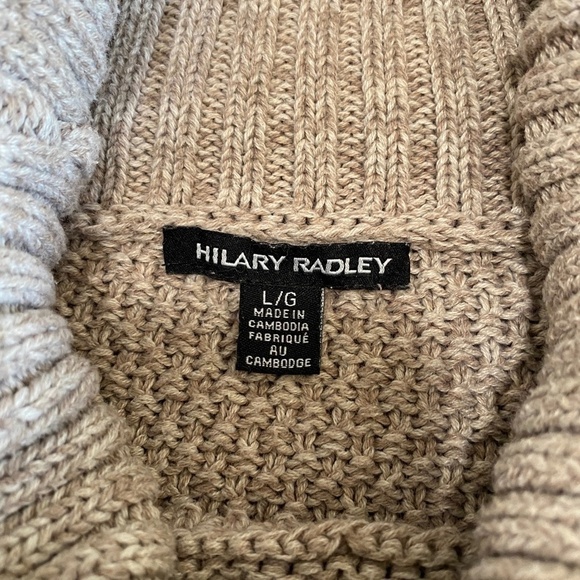 HILARY RADLEY
L/G
MADE IN
CAMBODIA
FABRIQUÉ
AU
CAMBODGE